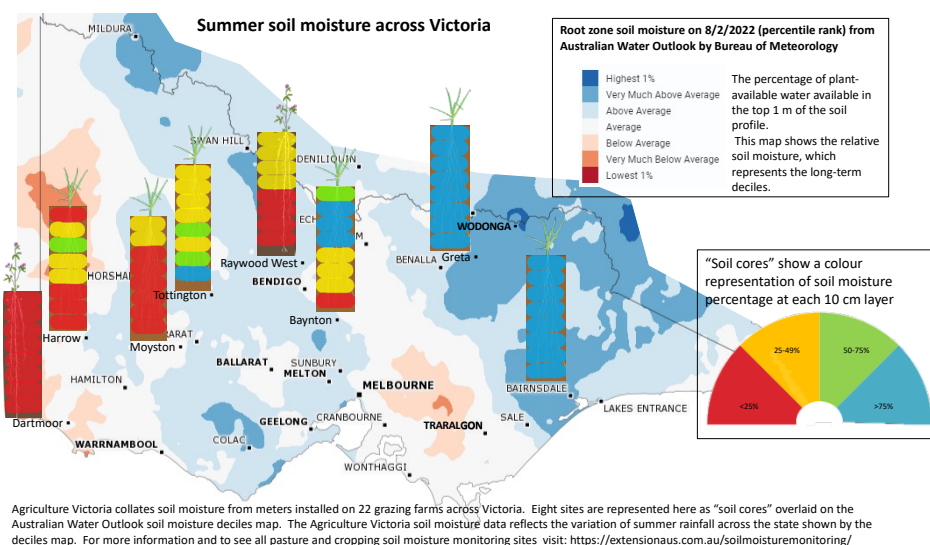 Summer soil moisture across Victoria
Root zone soil moisture on 8/2/2022 (percentile rank) from
Australian Water Outlook by Bureau of Meteorology
Highest 1%
Very Much Above Average
Above Average
Average
Below Average
Very Much Below Average
Lowest 1%
The percentage of plant-
available water available in
the top 1 m of the soil
profile.
This map shows the relative
soil moisture, which
represents the long-term
deciles.
MILDURA
SWAN HILL
DENILIQUIN
ECH
M
WODONGA
BENALLA
Greta
HORSHA
Raywood West
BENDIGO
Tottington
Baynton
Harrow
Moyston
ARAT
BALLARAT
SUNBURY
MELTON
MELBOURNE
HAMILTON
BAIRNSDALE
LAKES ENTRANCE
Dartmoor
GEELONG
CRANBOURNE
TRARALGON
SALE
WARRNAMBOOL
COLAC
WONTHAGGI
“Soil cores” show a colour
representation of soil moisture
percentage at each 10 cm layer
25-49%
50-75%
<25%
>75%
Agriculture Victoria collates soil moisture from meters installed on 22 grazing farms across Victoria. Eight sites are represented here as “soil cores” overlaid on the
Australian Water Outlook soil moisture deciles map. The Agriculture Victoria soil moisture data reflects the variation of summer rainfall across the state shown by the
deciles map. For more information and to see all pasture and cropping soil moisture monitoring sites visit: https://extensionaus.com.au/soilmoisturemonitoring/